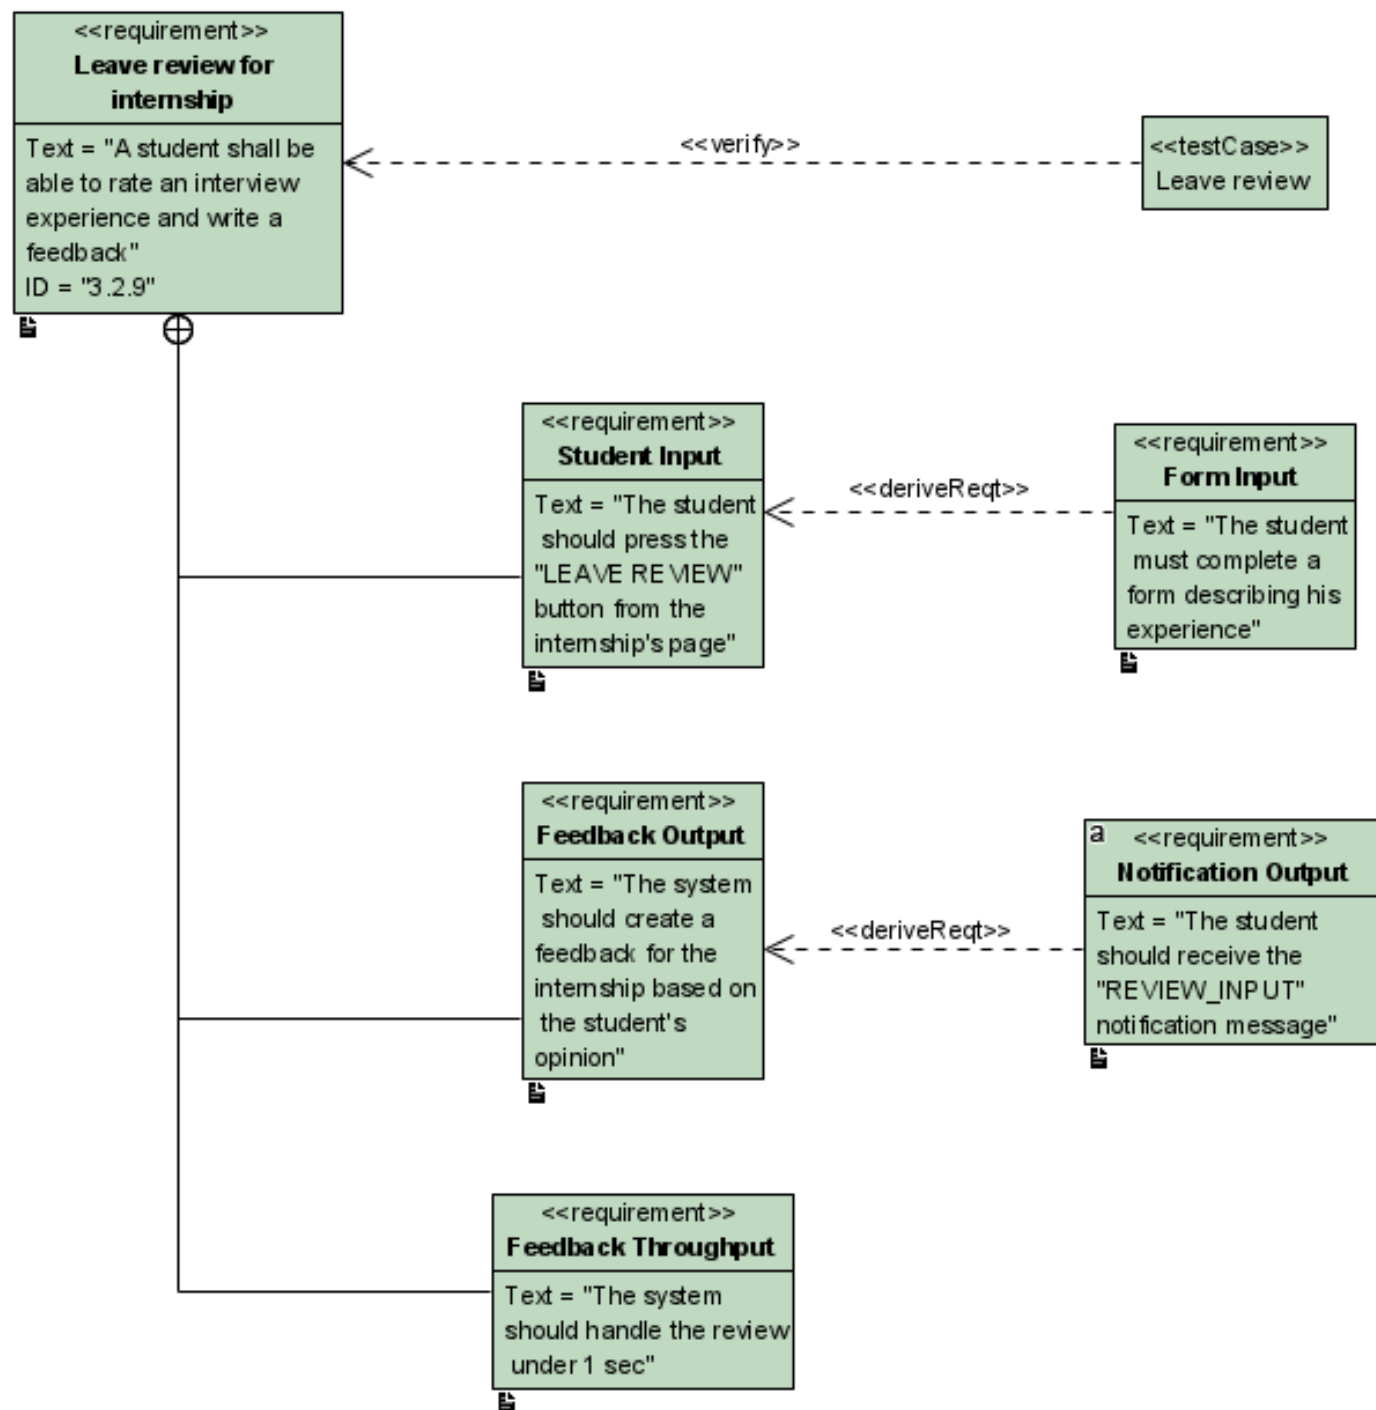 <<requirement>>
Leave review for
internship
Text = "A student shall be
able to rate an interview
experience and write a
feedback"
ID = "3.2.9"
<<verify>>
<<testCase>>
Leave review
<<requirement>>
Student Input
Text = "The student
should press the
"LEAVE REVIEW"
button from the
internship's page"
<<deriveReqt>>
<<requirement>>
Form Input
Text = "The student
must complete a
form describing his
experience"
<<requirement>>
Feedback Output
Text = "The system
should create a
feedback for the
internship based on
the student's
opinion"
<<deriveReqt>>
a
<<requirement>>
Notification Output
Text = "The student
should receive the
"REVIEW_INPUT"
notification message"
<<requirement>>
Feedback Throughput
Text = "The system
should handle the review
under 1 sec"